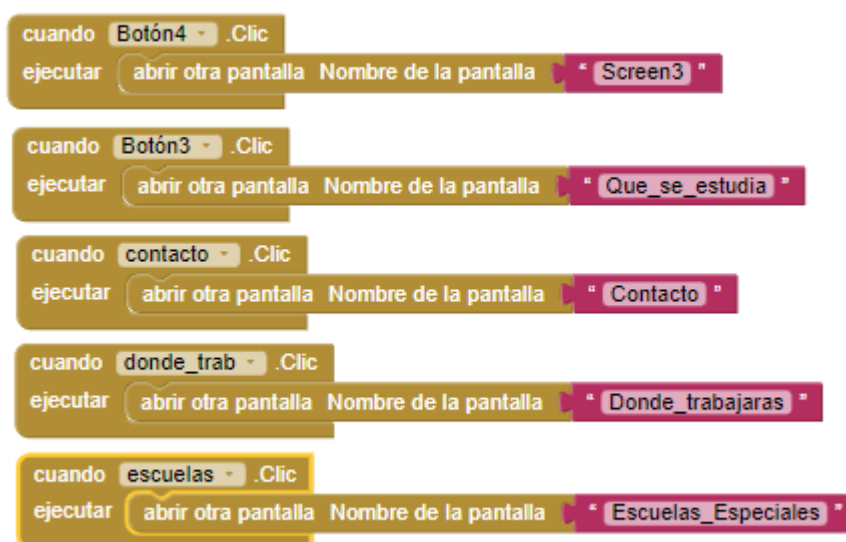 cuando Botón4 .Clic
ejecutar abrir otra pantalla Nombre de la pantalla " Screen3 "
cuando Botón3 .Clic
ejecutar abrir otra pantalla Nombre de la pantalla " Que_se_estudia "
cuando contacto .Clic
ejecutar abrir otra pantalla Nombre de la pantalla " Contacto "
cuando donde_trab .Clic
ejecutar abrir otra pantalla Nombre de la pantalla " Donde_trabajaras "
cuando escuelas .Clic
ejecutar abrir otra pantalla Nombre de la pantalla " Escuelas_Especiales "